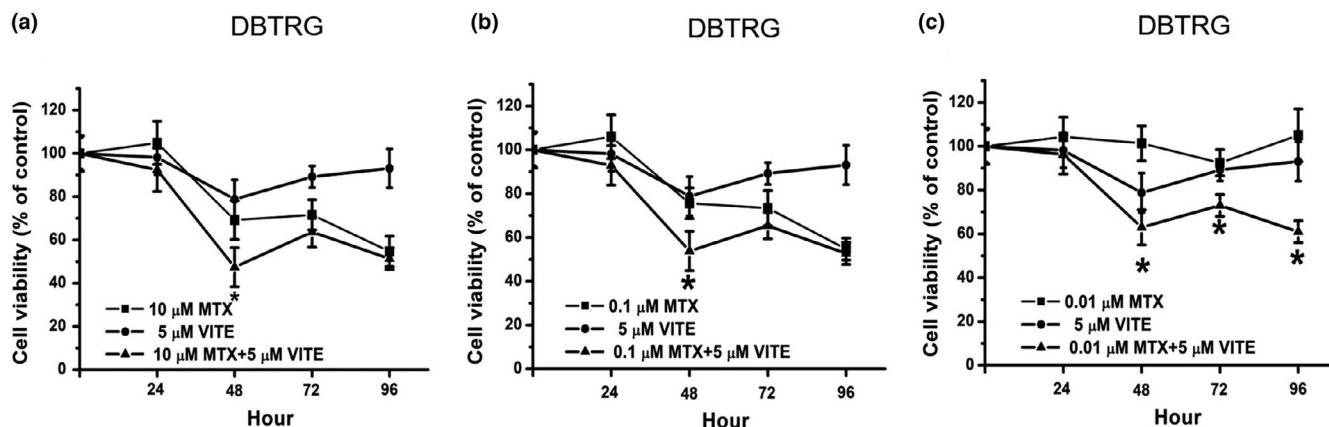 (a)
DBTRG
Cell viability (% of control)
120
100
80
60
40
20
0
*
10 μM MTX
5 μM VITE
10 μM MTX+5 μM VITE
24
48
72
96
Hour
(b)
DBTRG
Cell viability (% of control)
120
100
80
60
40
20
0
*
0.1 μM MTX
5 μM VITE
0.1 μM MTX+5 μM VITE
24
48
72
96
Hour
(c)
DBTRG
Cell viability (% of control)
120
100
80
60
40
20
0
*
*
*
0.01 μM MTX
5 μM VITE
0.01 μM MTX+5 μM VITE
24
48
72
96
Hour